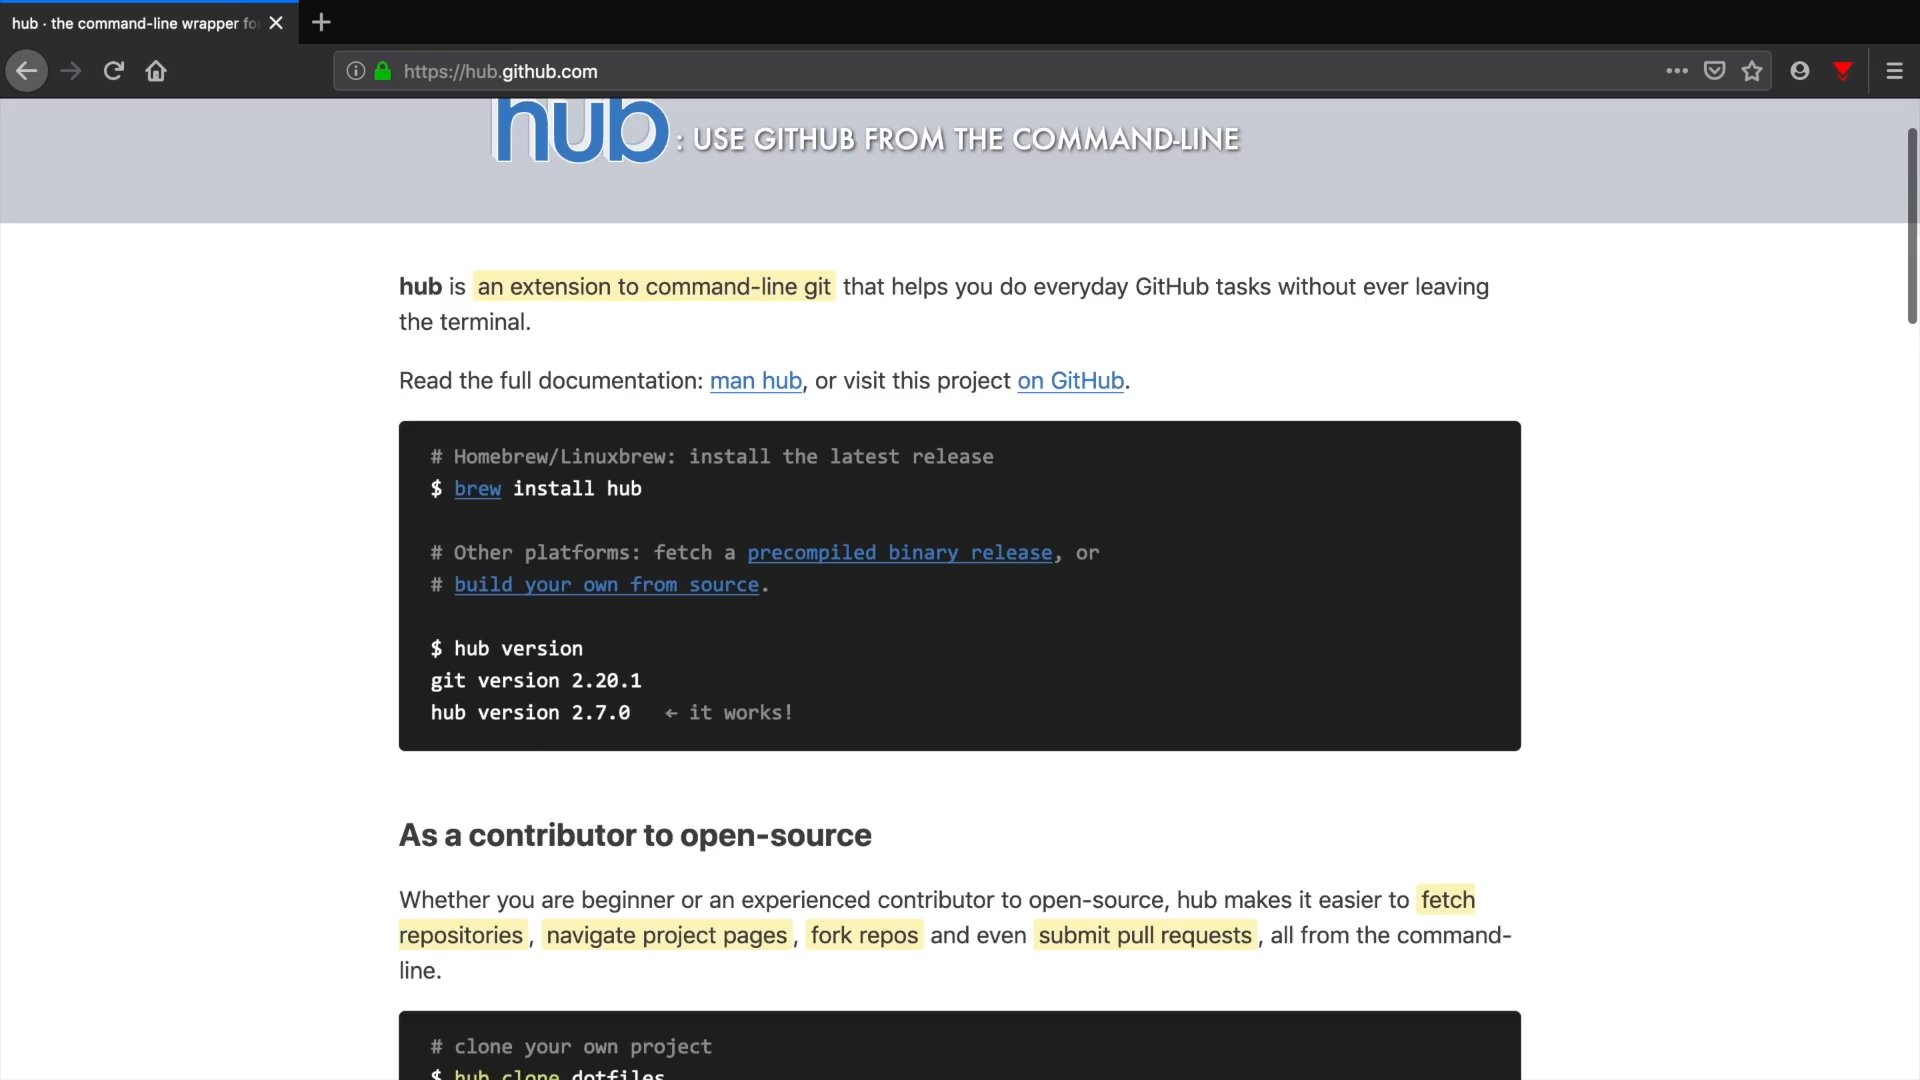 hub · the command-line wrapper fo
https://hub.github.com
hub : USE GITHUB FROM THE COMMAND-LINE
hub is an extension to command-line git that helps you do everyday GitHub tasks without ever leaving
the terminal.
Read the full documentation: man hub, or visit this project on GitHub.
# Homebrew/Linuxbrew: install the latest release
$ brew install hub
# Other platforms: fetch a precompiled binary release, or
# build your own from source.
$ hub version
git version 2.20.1
hub version 2.7.0 ← it works!
As a contributor to open-source
Whether you are beginner or an experienced contributor to open-source, hub makes it easier to fetch
repositories, navigate project pages, fork repos and even submit pull requests, all from the command-
line.
# clone your own project
$ hub clone dotfiles